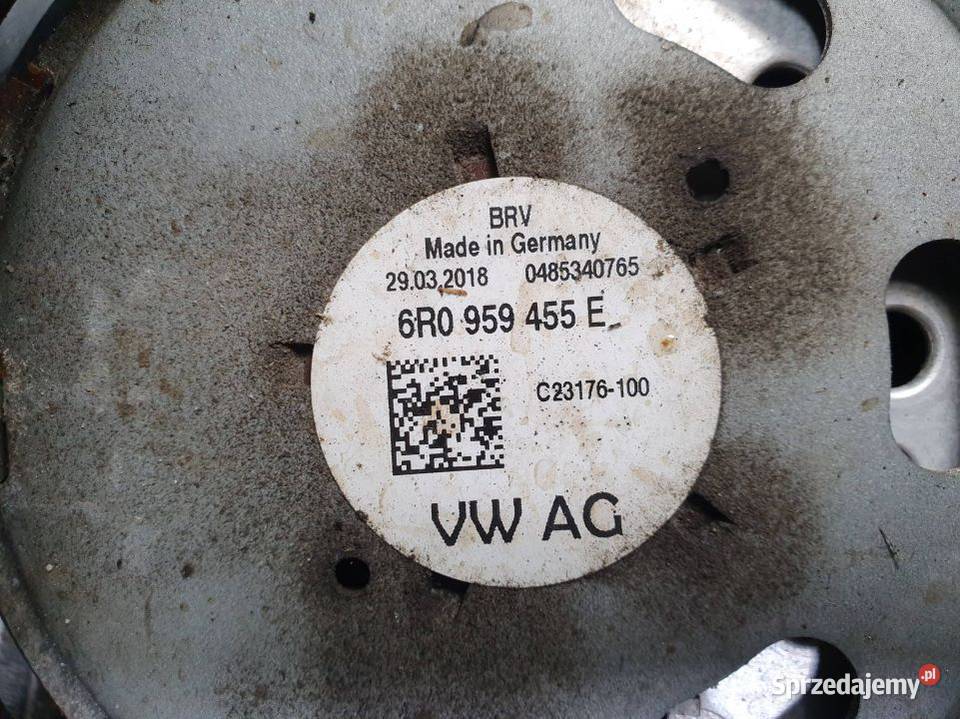 BRV
Made in Germany
29.03.2018 0485340765
6R0 959 455 E
C23176-100
VW AG
Sprzedajemy.pl